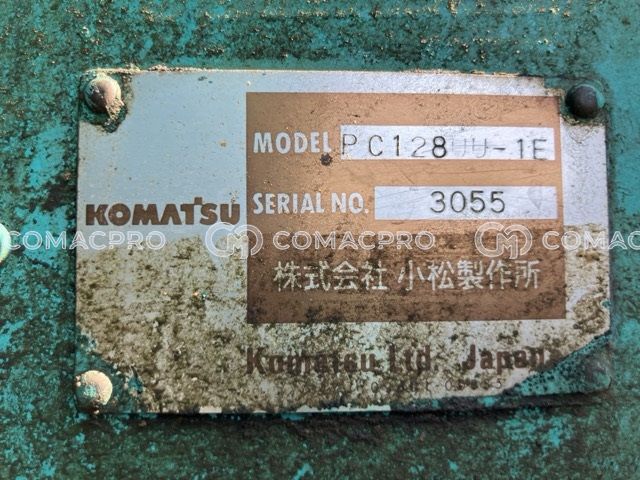 MODEL PC128UU-1E
KOMATSU SERIAL NO. 3055
COMACPRO COMACPRO COMACPRO
株式会社 小松製作所
Komatsu Ltd. Japan